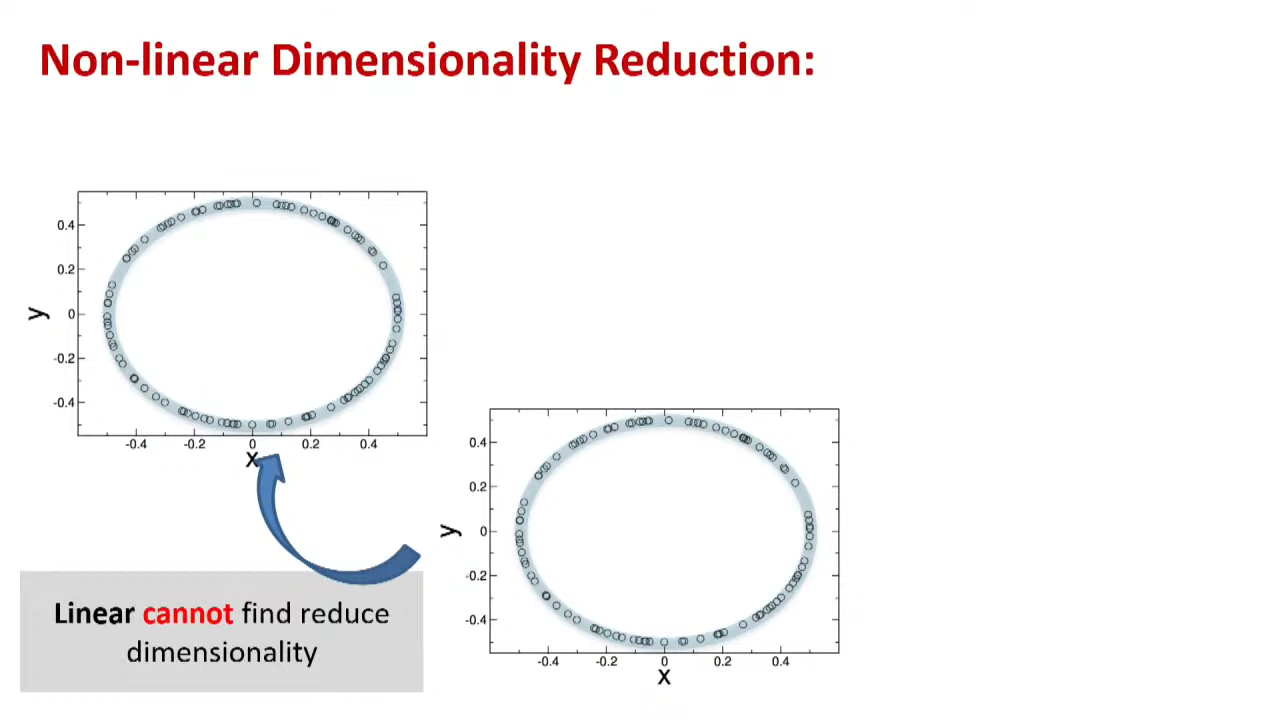 Non-linear Dimensionality Reduction:
0.4
0.2
0
-0.2
-0.4
y
-0.4 -0.2 0 0.2 0.4
x
0.4
0.2
0
-0.2
-0.4
y
-0.4 -0.2 0 0.2 0.4
x
Linear cannot find reduce
dimensionality